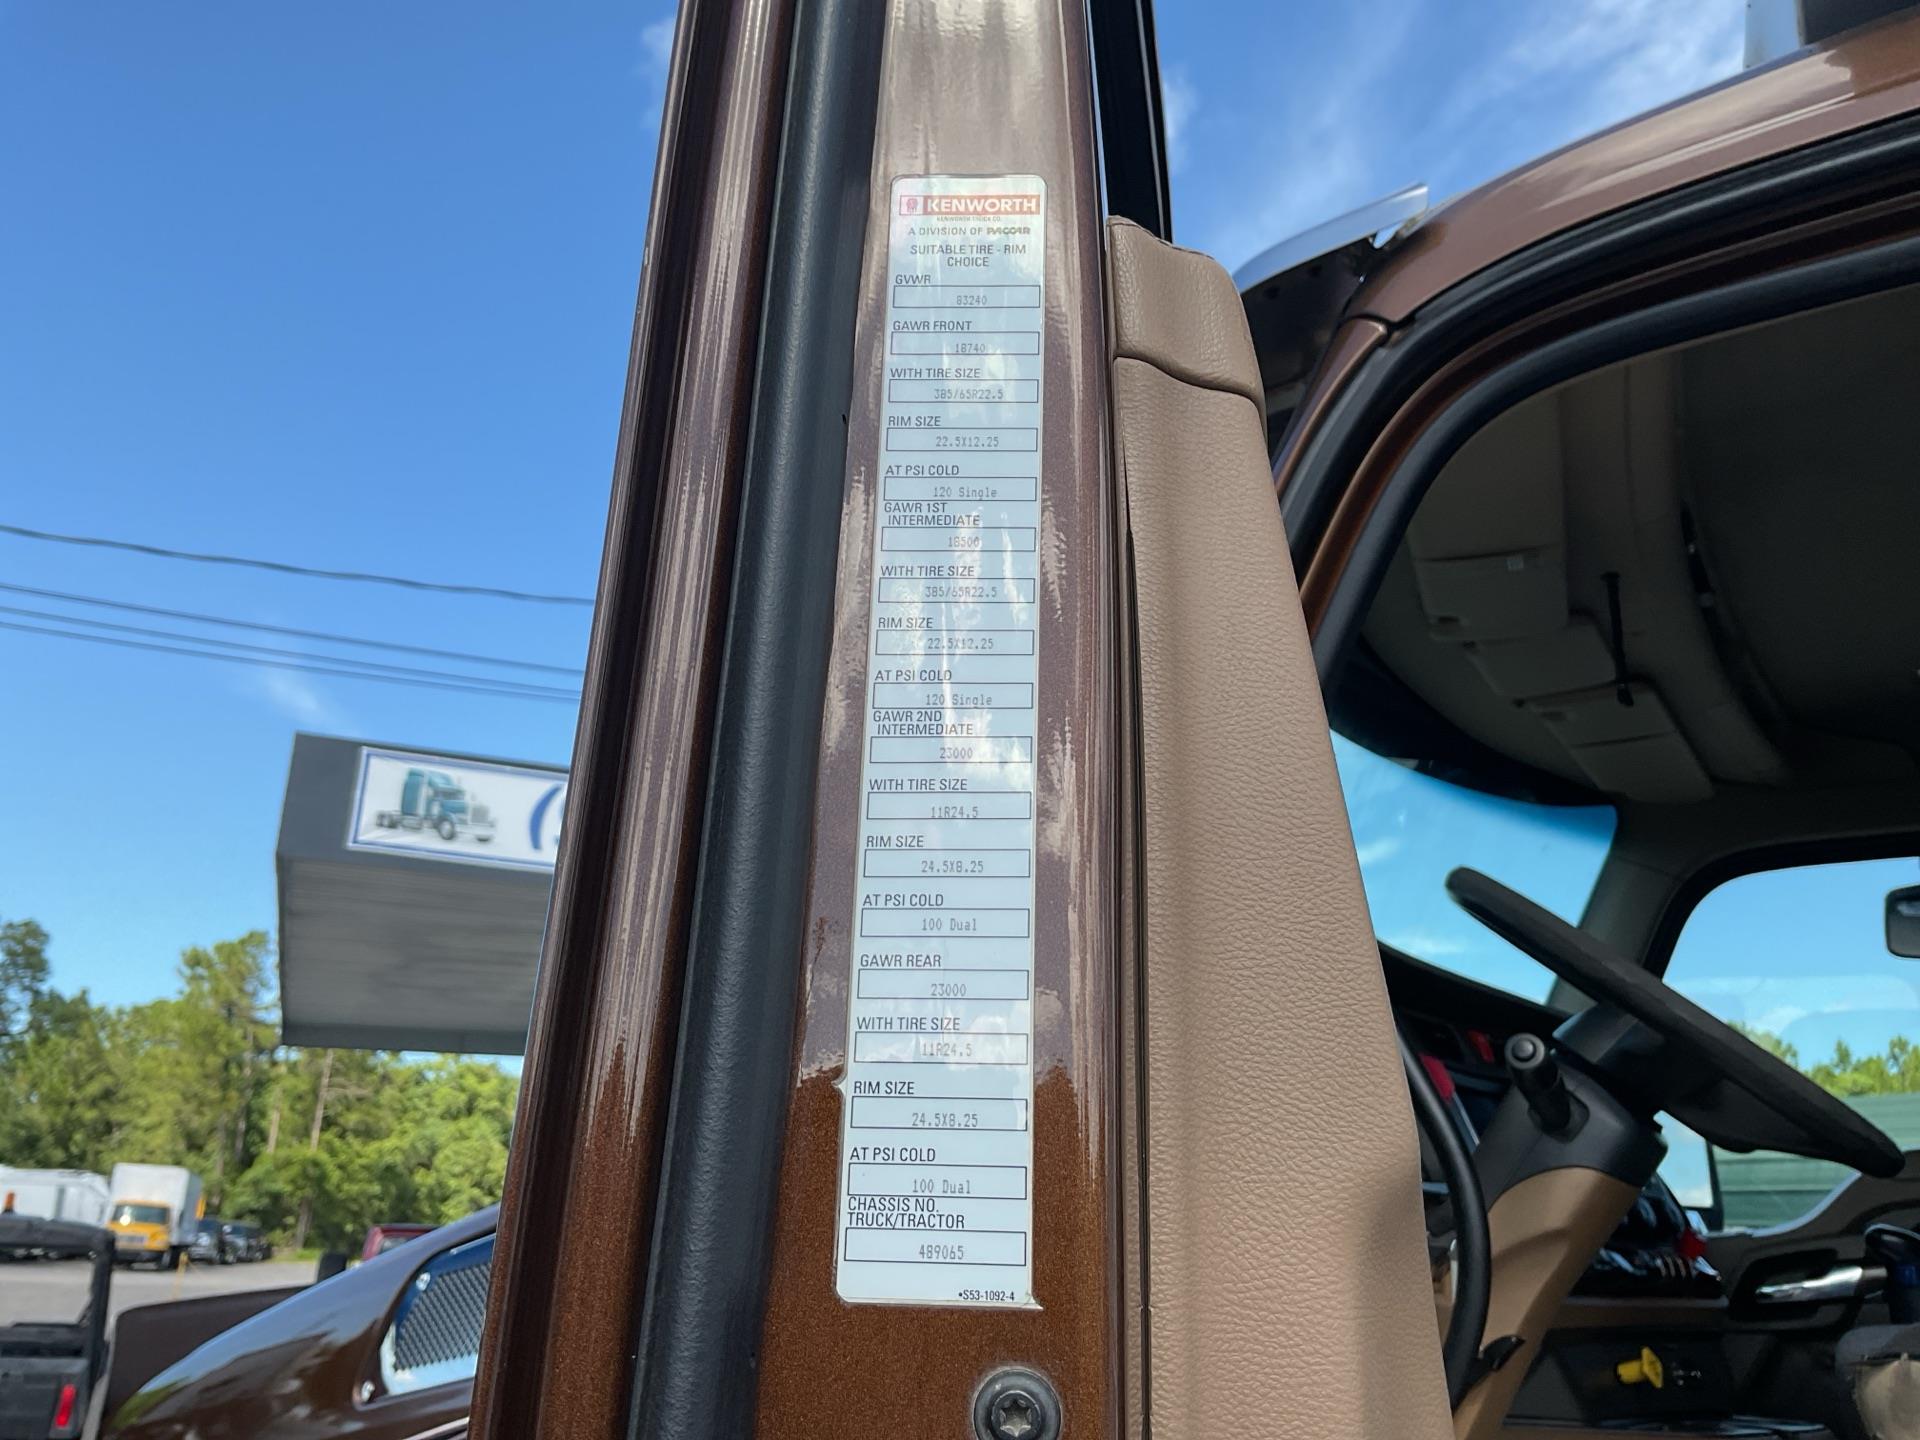 KENWORTH
KENWORTH TRUCK CO.
A DIVISION OF PACCAR
SUITABLE TIRE - RIM
CHOICE
GVWR
83240
GAWR FRONT
18740
WITH TIRE SIZE
385/65R22.5
RIM SIZE
22.5X12.25
AT PSI COLD
120 Single
GAWR 1ST
INTERMEDIATE
18500
WITH TIRE SIZE
385/65R22.5
RIM SIZE
22.5X12.25
AT PSI COLD
120 Single
GAWR 2ND
INTERMEDIATE
23000
WITH TIRE SIZE
11R24.5
RIM SIZE
24.5X8.25
AT PSI COLD
100 Dual
GAWR REAR
23000
WITH TIRE SIZE
11R24.5
RIM SIZE
24.5X8.25
AT PSI COLD
100 Dual
CHASSIS NO.
TRUCK/TRACTOR
489065
•S53-1092-4